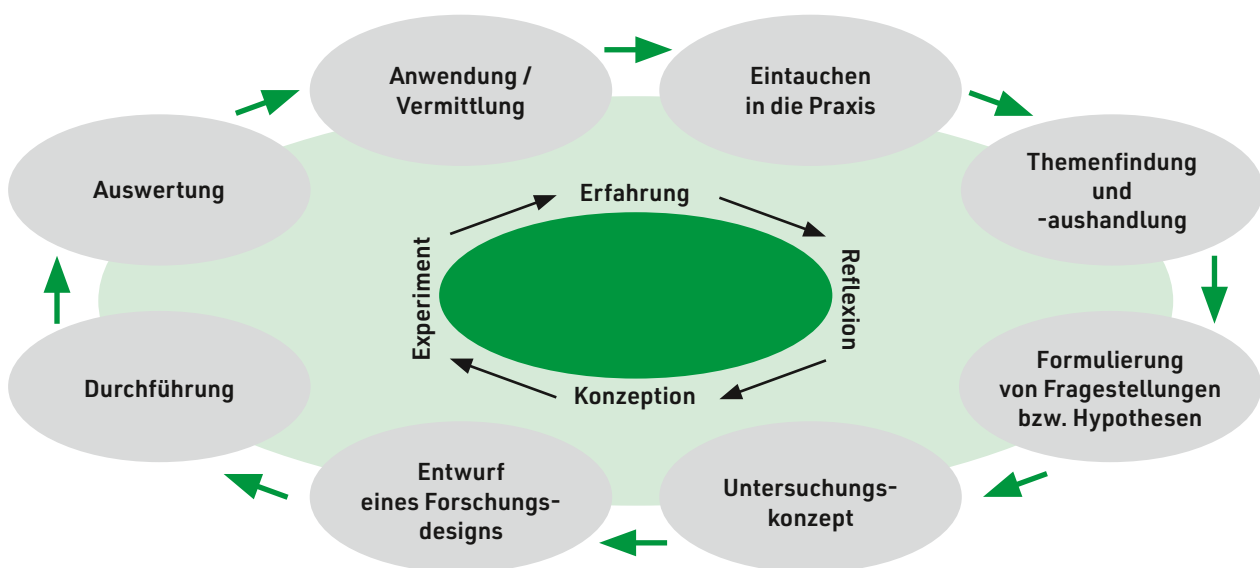 Anwendung /
Vermittlung
Eintauchen
in die Praxis
Themenfindung
und
-aushandlung
Formulierung
von Fragestellungen
bzw. Hypothesen
Untersuchungs-
konzept
Entwurf
eines Forschungs-
designs
Durchführung
Auswertung
Erfahrung
Reflexion
Konzeption
Experiment